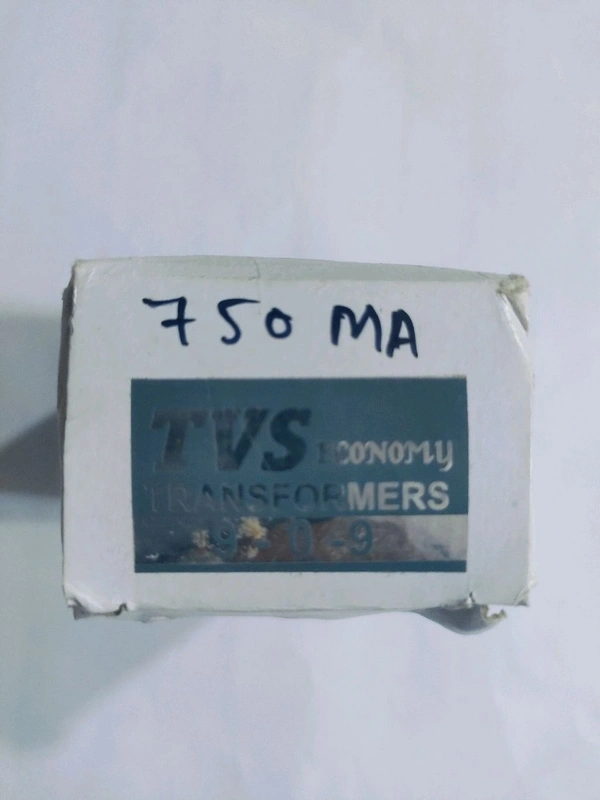 750 MA
TVS ECONOMY
TRANSFORMERS
9-0-9